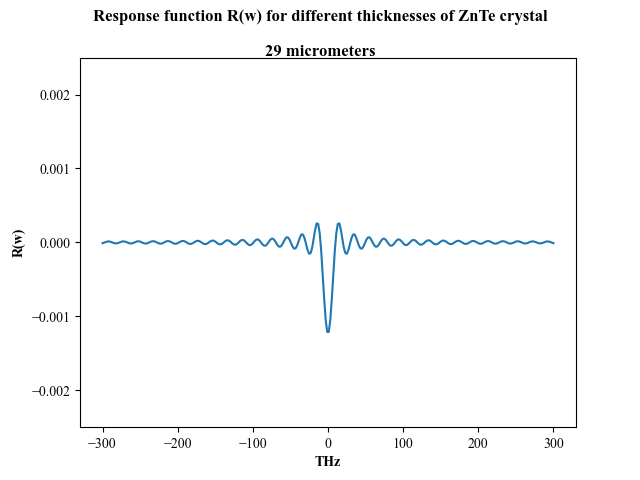 Response function R(w) for different thicknesses of ZnTe crystal
29 micrometers
0.002
0.001
0.000
−0.001
−0.002
R(w)
−300 −200 −100 0 100 200 300
THz